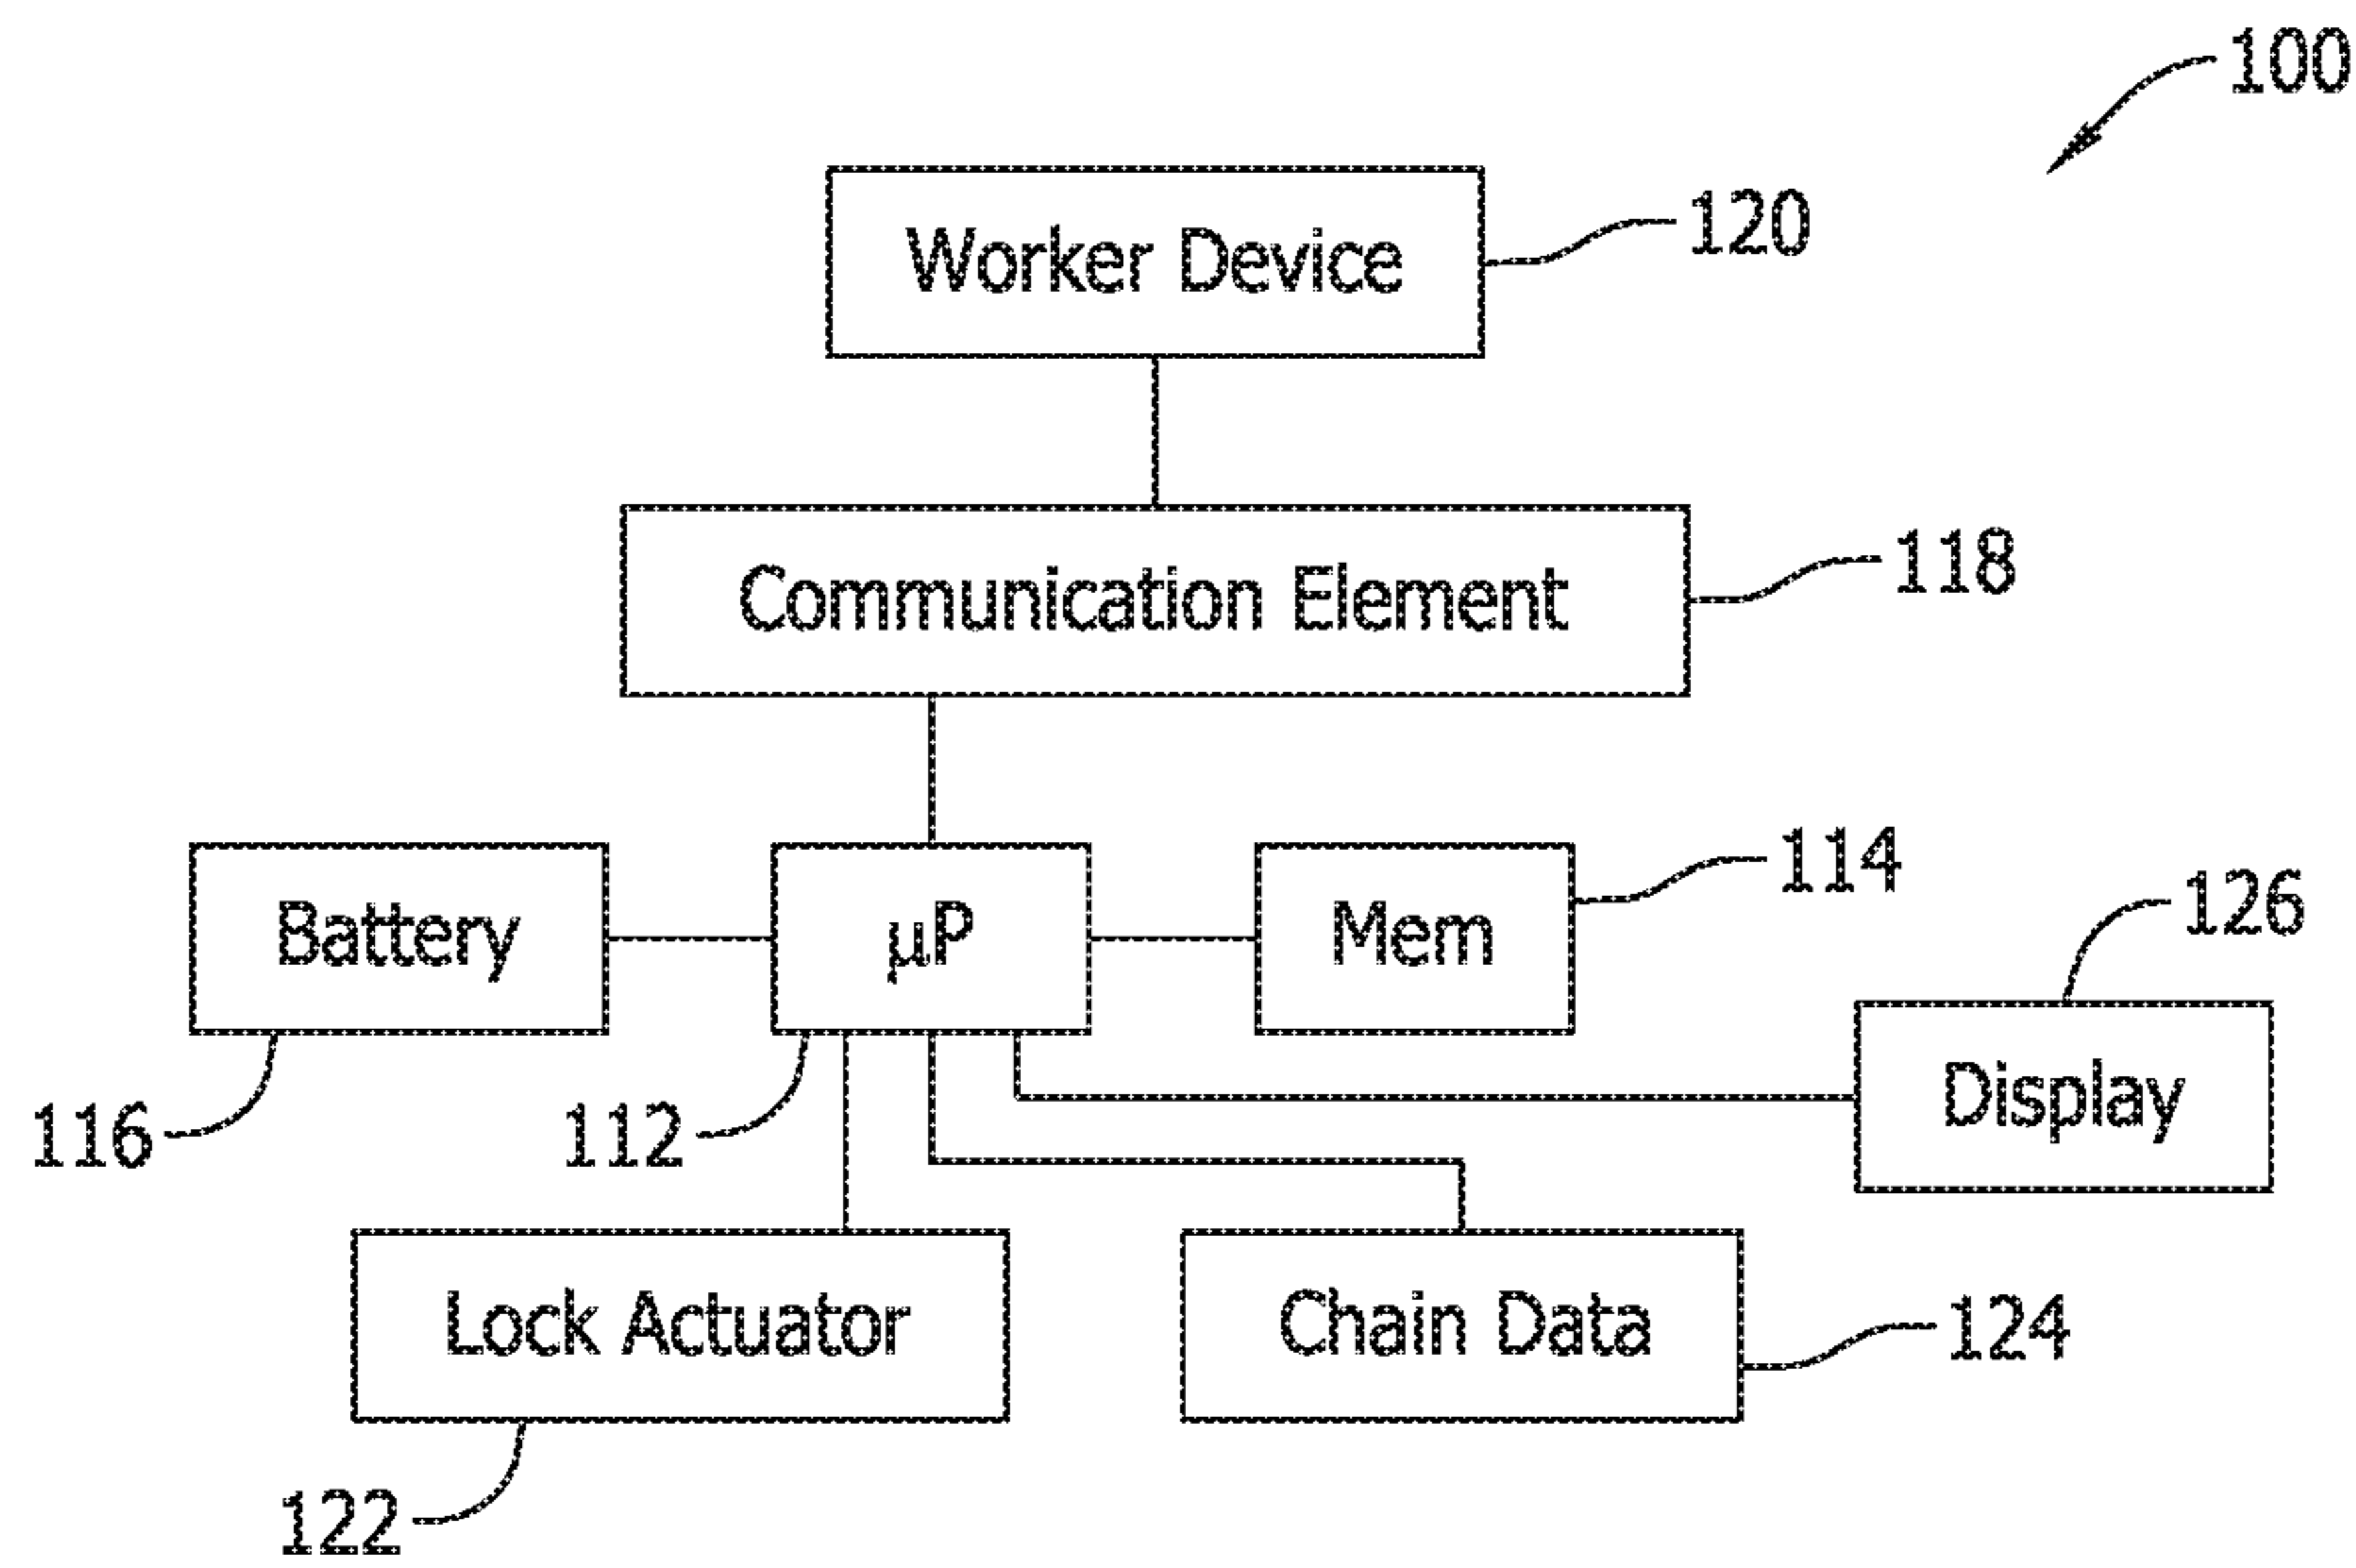 100
Worker Device
120
Communication Element
118
Battery
µP
Mem
114
126
Display
116
112
Lock Actuator
Chain Data
124
122